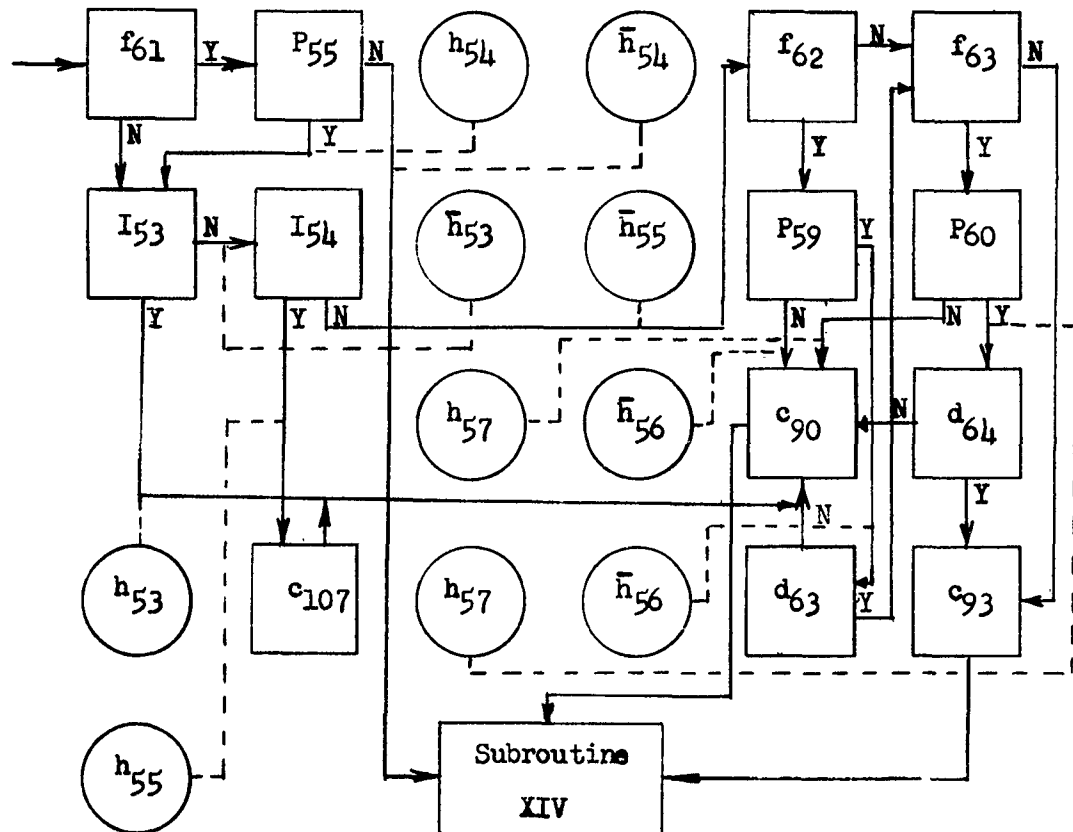 f61 Y P55 N h54 h̄54 f62 N f63 N
N Y Y Y
I53 N I54 h̄53 h̄55 P59 Y P60
Y Y N N N Y
h57 h̄56 c90 N d64
N Y
h53 c107 h57 h̄56 d63 Y c93
h55 Subroutine
XIV